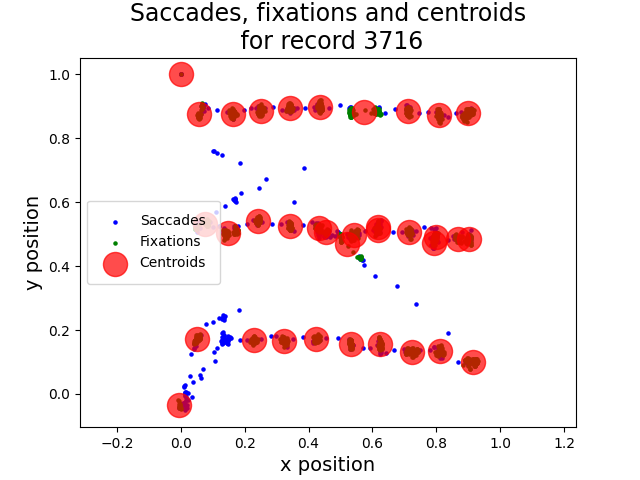 Saccades, fixations and centroids
for record 3716
1.0
0.8
0.6
0.4
0.2
0.0
y position
Saccades
Fixations
Centroids
−0.2
0.0
0.2
0.4
0.6
0.8
1.0
1.2
x position